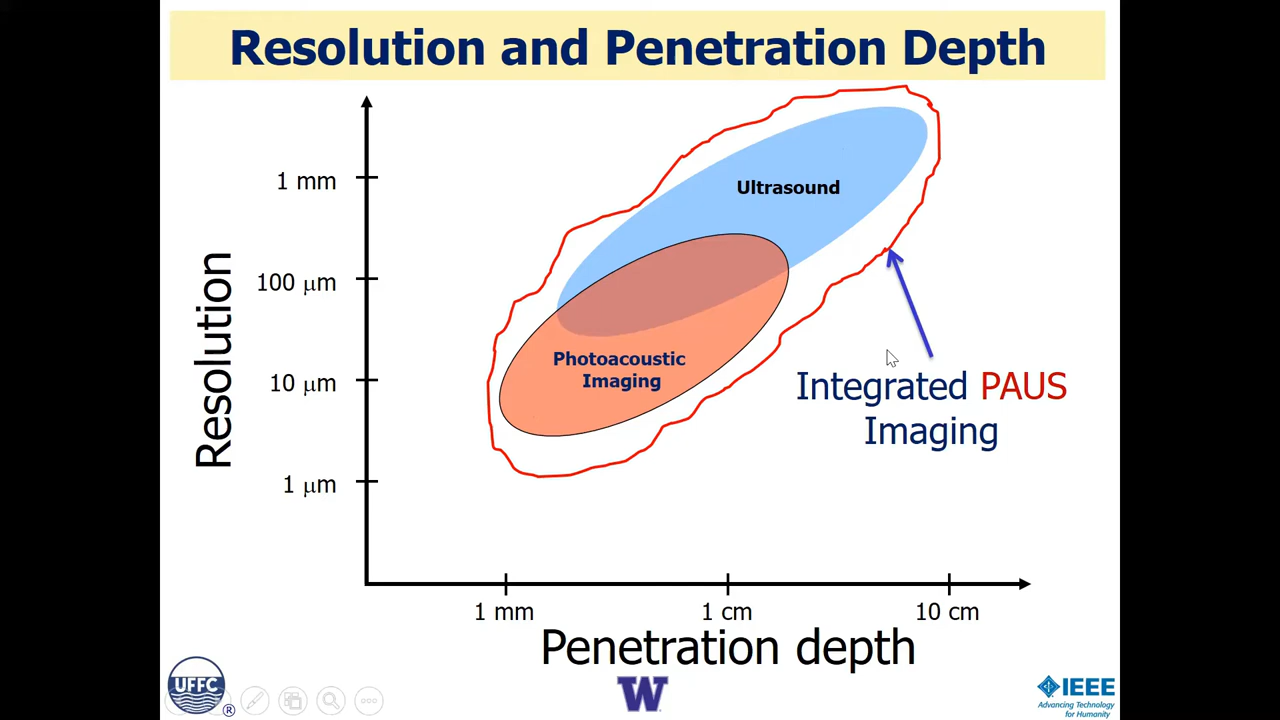 Resolution and Penetration Depth
Resolution
1 mm
100 μm
10 μm
1 μm
Ultrasound
Photoacoustic
Imaging
Integrated PAUS
Imaging
1 mm
1 cm
10 cm
Penetration depth
UFFC
®
W
IEEE
Advancing Technology
for Humanity